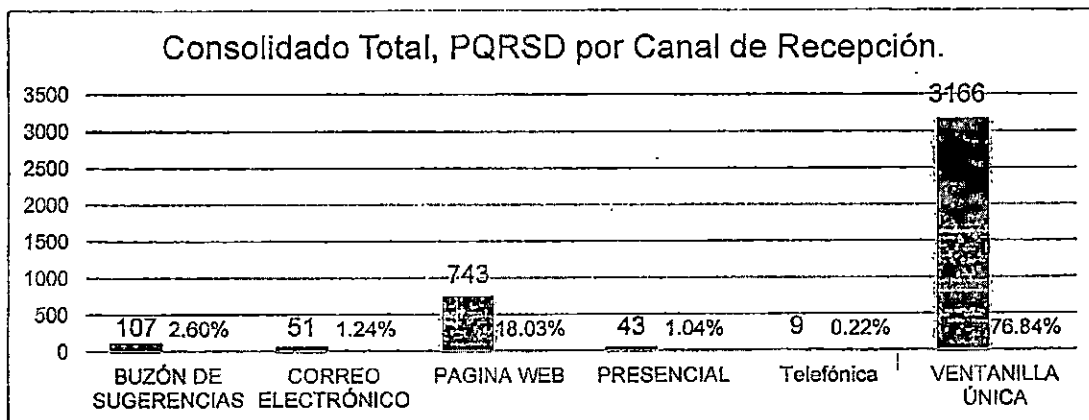 Consolidado Total, PQRSD por Canal de Recepción.
3500
3000
2500
2000
1500
1000
500
0
107 2.60% 51 1.24% 743 18.03% 43 1.04% 9 0.22% 3166 76.84%
BUZÓN DE CORREO PAGINA WEB PRESENCIAL Telefónica VENTANILLA
SUGERENCIAS ELECTRÓNICO ÚNICA